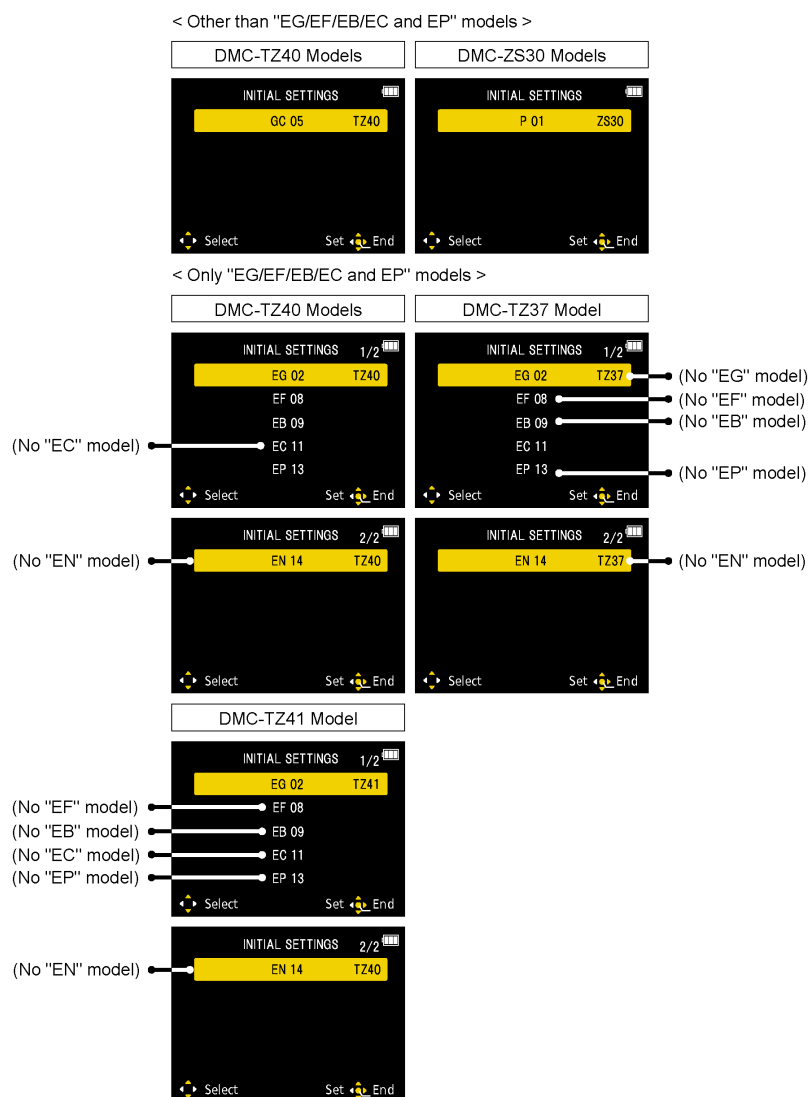 < Other than "EG/EF/EB/EC and EP" models >
DMC-TZ40 Models
DMC-ZS30 Models
INITIAL SETTINGS
GC 05 TZ40
Select Set End
INITIAL SETTINGS
P 01 ZS30
Select Set End
< Only "EG/EF/EB/EC and EP" models >
DMC-TZ40 Models
DMC-TZ37 Model
INITIAL SETTINGS 1/2
EG 02 TZ40
EF 08
EB 09
(No "EC" model) EC 11
EP 13
Select Set End
INITIAL SETTINGS 1/2
EG 02 TZ37 (No "EG" model)
EF 08 (No "EF" model)
EB 09 (No "EB" model)
EC 11
EP 13 (No "EP" model)
Select Set End
INITIAL SETTINGS 2/2
(No "EN" model) EN 14 TZ40
Select Set End
INITIAL SETTINGS 2/2
EN 14 TZ37 (No "EN" model)
Select Set End
DMC-TZ41 Model
INITIAL SETTINGS 1/2
EG 02 TZ41
(No "EF" model) EF 08
(No "EB" model) EB 09
(No "EC" model) EC 11
(No "EP" model) EP 13
Select Set End
INITIAL SETTINGS 2/2
(No "EN" model) EN 14 TZ40
Select Set End